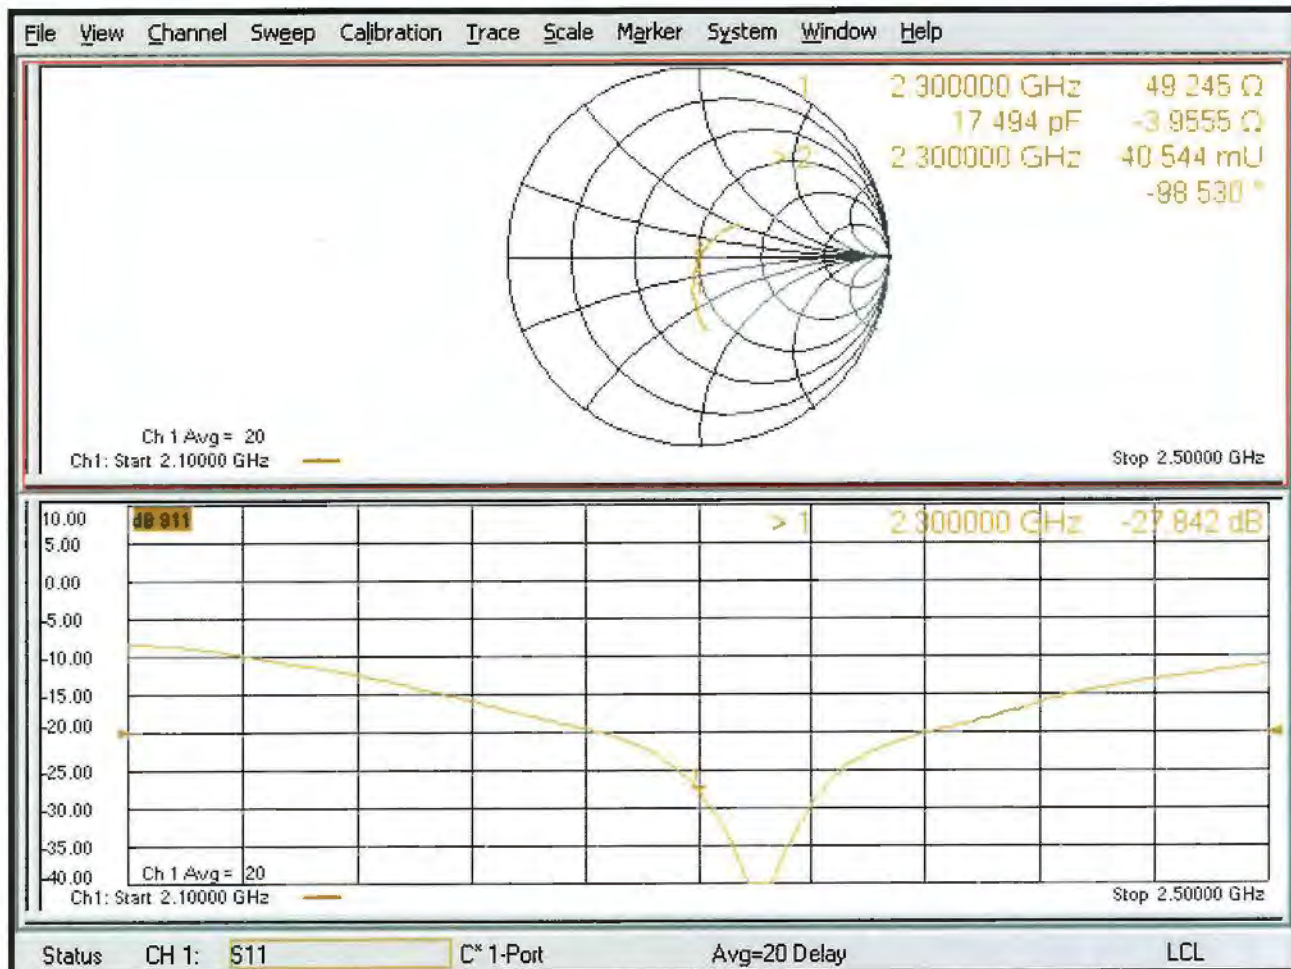 File View Channel Sweep Calibration Trace Scale Marker System Window Help
1 2.300000 GHz 49.245 Ω
17.494 pF -3.9555 Ω
> 2 2.300000 GHz 40.544 mU
-98.530 °
Ch 1 Avg = 20
Ch1: Start 2.10000 GHz Stop 2.50000 GHz
10.00 dB S11 > 1 2.300000 GHz -27.842 dB
5.00
0.00
-5.00
-10.00
-15.00
-20.00
-25.00
1
-30.00
-35.00
-40.00 Ch 1 Avg = 20
Ch1: Start 2.10000 GHz Stop 2.50000 GHz
Status CH 1: S11 C* 1-Port Avg=20 Delay LCL